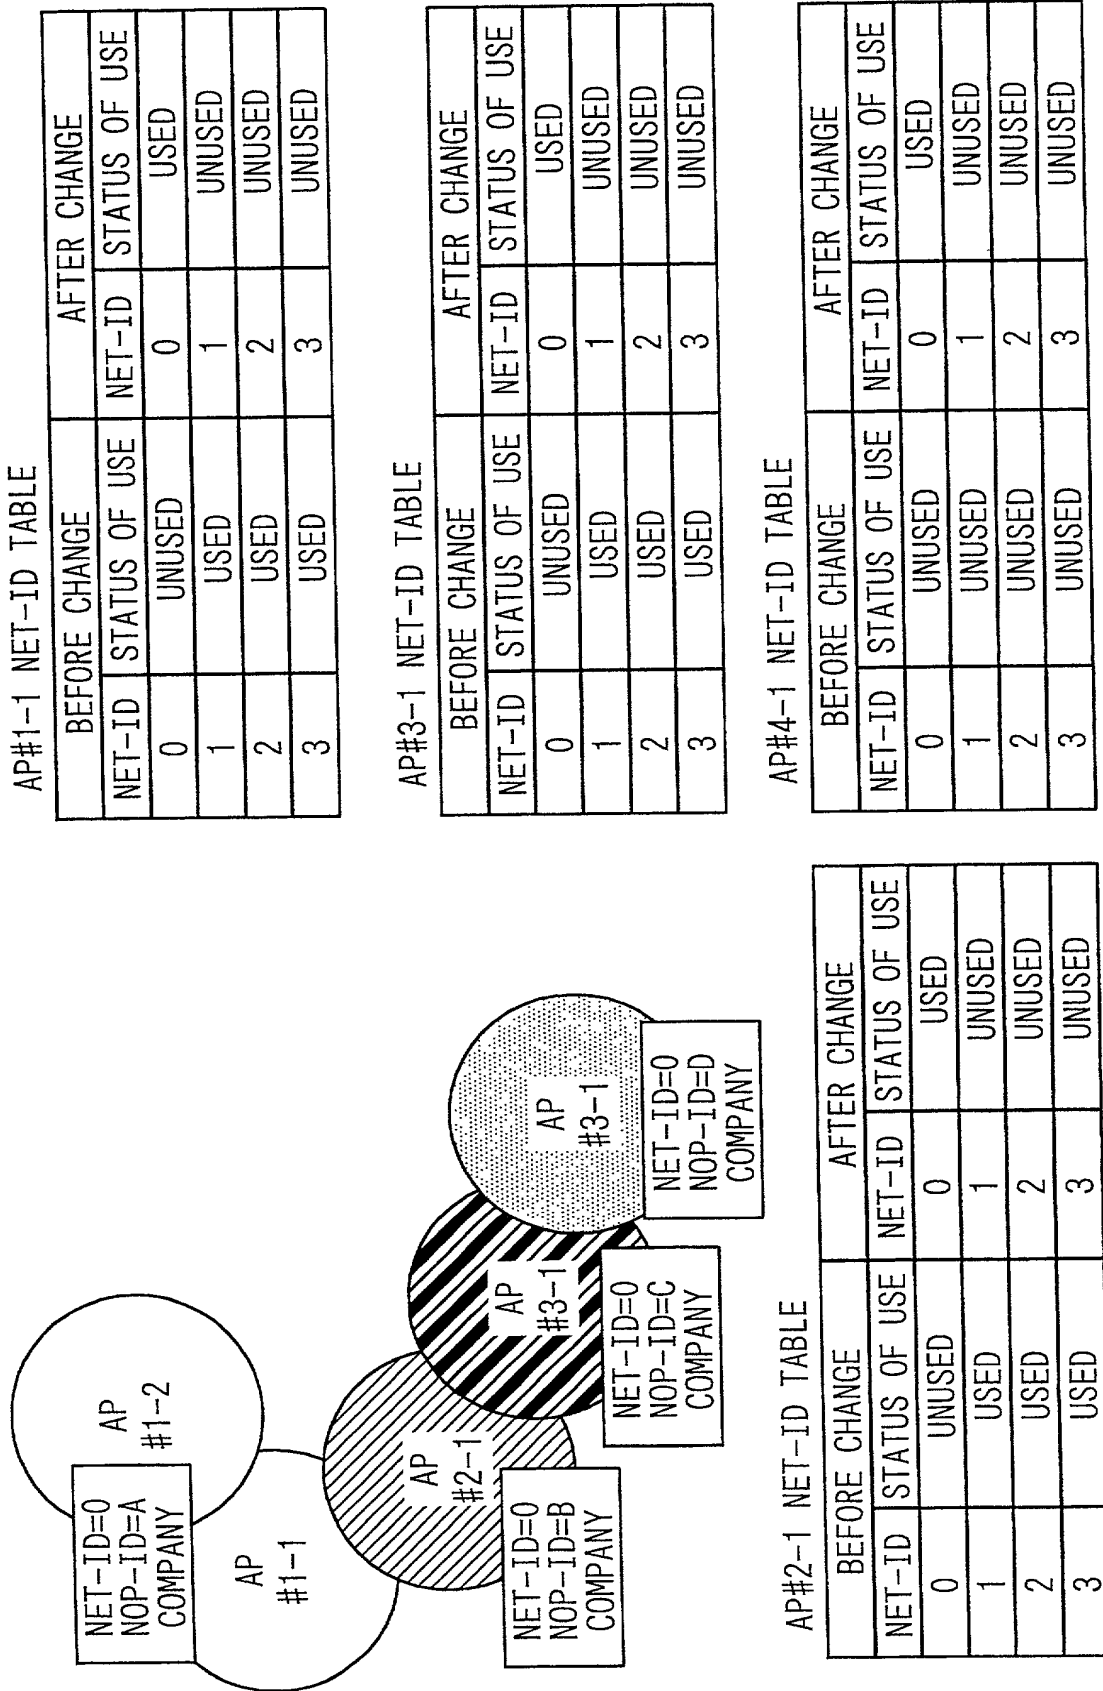 AP
#1-2
NET-ID=0
NOP-ID=A
COMPANY
AP
#1-1
AP
#2-1
NET-ID=0
NOP-ID=B
COMPANY
AP
#3-1
NET-ID=0
NOP-ID=C
COMPANY
AP
#3-1
NET-ID=0
NOP-ID=D
COMPANY
AP#1-1 NET-ID TABLE
BEFORE CHANGE AFTER CHANGE
NET-ID STATUS OF USE NET-ID STATUS OF USE
0 UNUSED 0 USED
1 USED 1 UNUSED
2 USED 2 UNUSED
3 USED 3 UNUSED
AP#3-1 NET-ID TABLE
BEFORE CHANGE AFTER CHANGE
NET-ID STATUS OF USE NET-ID STATUS OF USE
0 UNUSED 0 USED
1 USED 1 UNUSED
2 USED 2 UNUSED
3 USED 3 UNUSED
AP#2-1 NET-ID TABLE
BEFORE CHANGE AFTER CHANGE
NET-ID STATUS OF USE NET-ID STATUS OF USE
0 UNUSED 0 USED
1 USED 1 UNUSED
2 USED 2 UNUSED
3 USED 3 UNUSED
AP#4-1 NET-ID TABLE
BEFORE CHANGE AFTER CHANGE
NET-ID STATUS OF USE NET-ID STATUS OF USE
0 UNUSED 0 USED
1 UNUSED 1 UNUSED
2 UNUSED 2 UNUSED
3 UNUSED 3 UNUSED